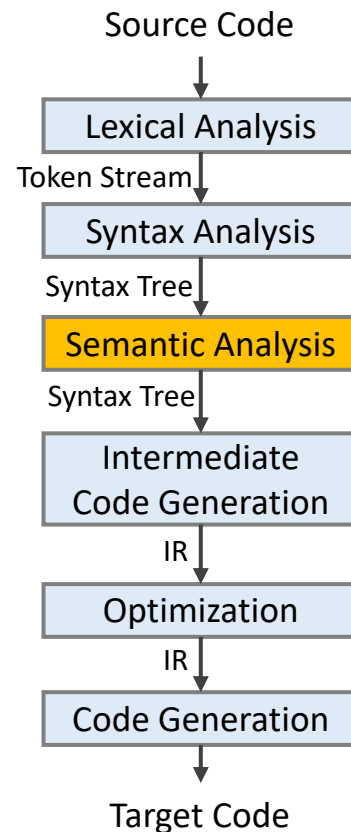 Source Code
Lexical Analysis
Token Stream
Syntax Analysis
Syntax Tree
Semantic Analysis
Syntax Tree
Intermediate
Code Generation
IR
Optimization
IR
Code Generation
Target Code